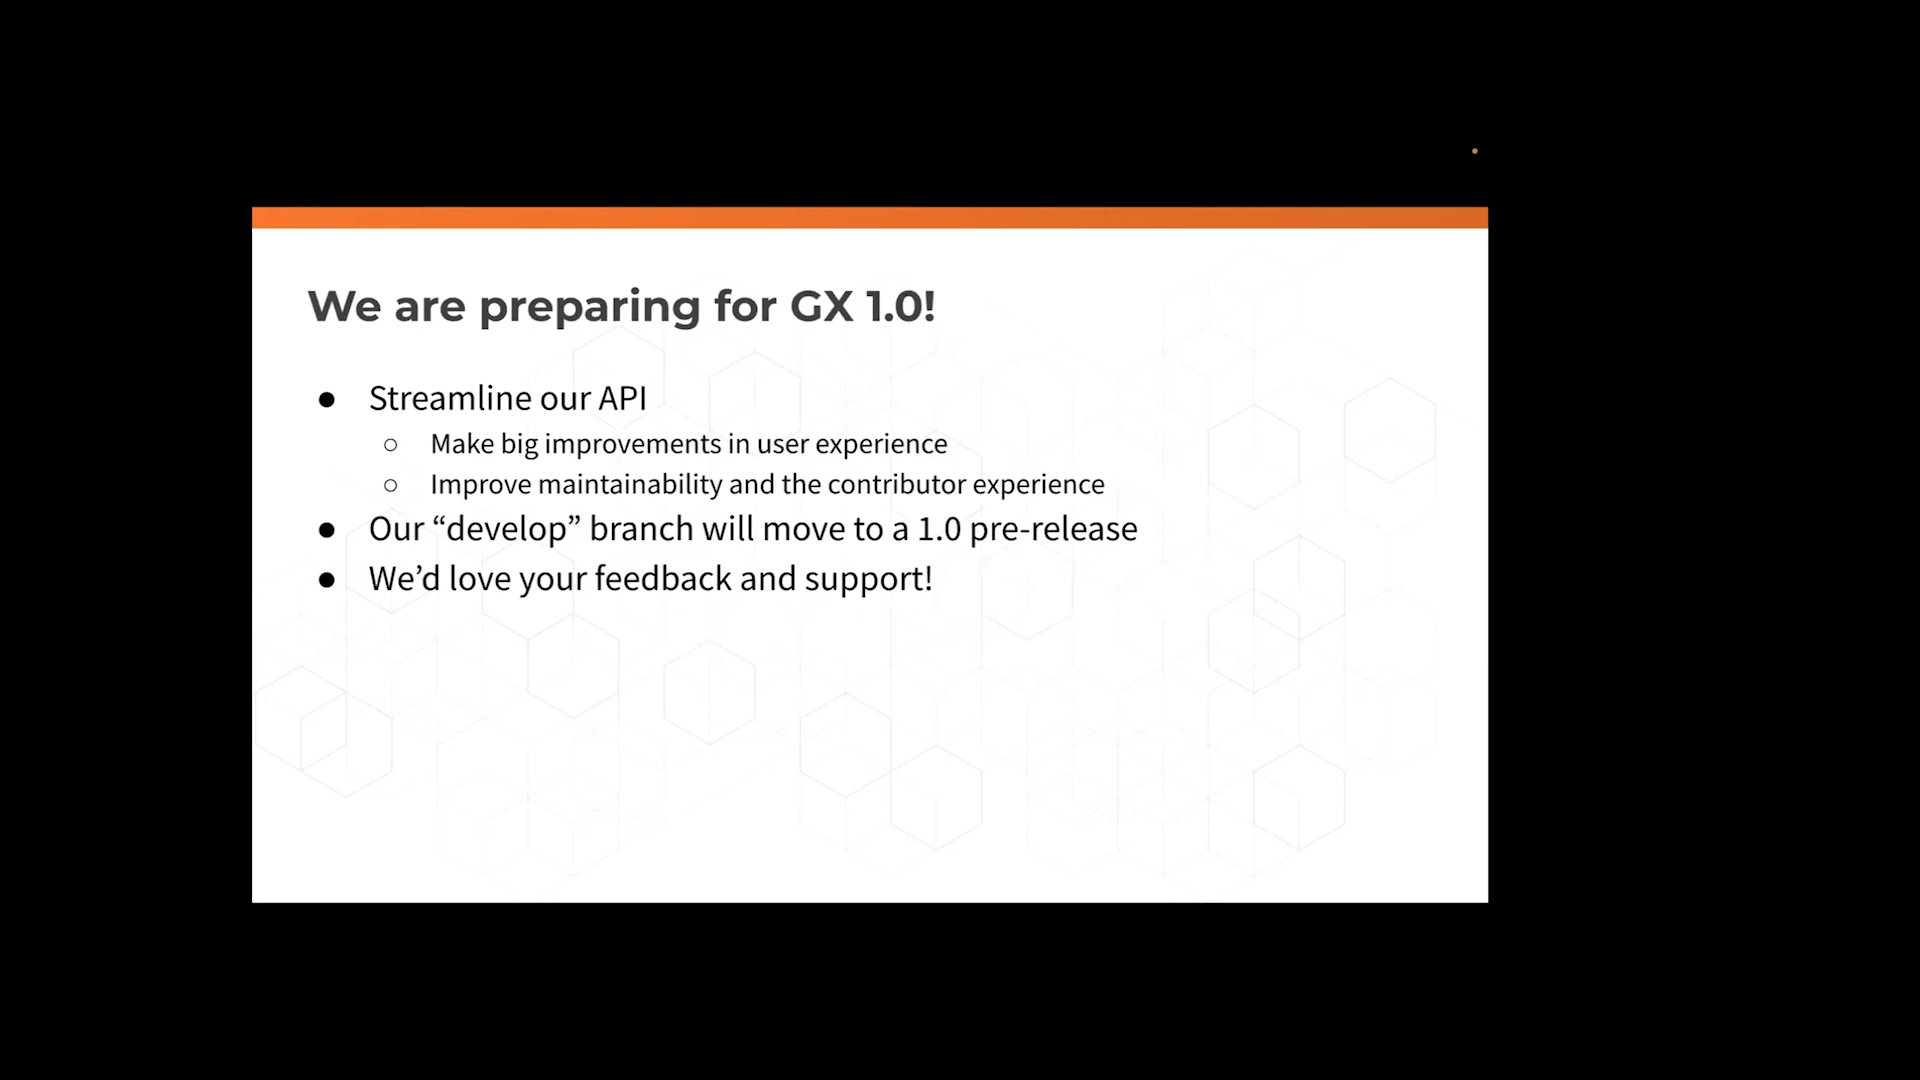 We are preparing for GX 1.0!
● Streamline our API
○ Make big improvements in user experience
○ Improve maintainability and the contributor experience
● Our “develop” branch will move to a 1.0 pre-release
● We’d love your feedback and support!